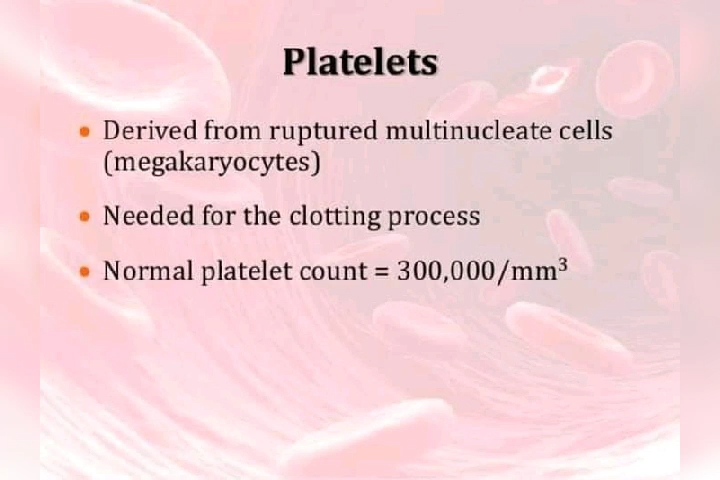 Platelets
• Derived from ruptured multinucleate cells
(megakaryocytes)
• Needed for the clotting process
• Normal platelet count = 300,000/mm³